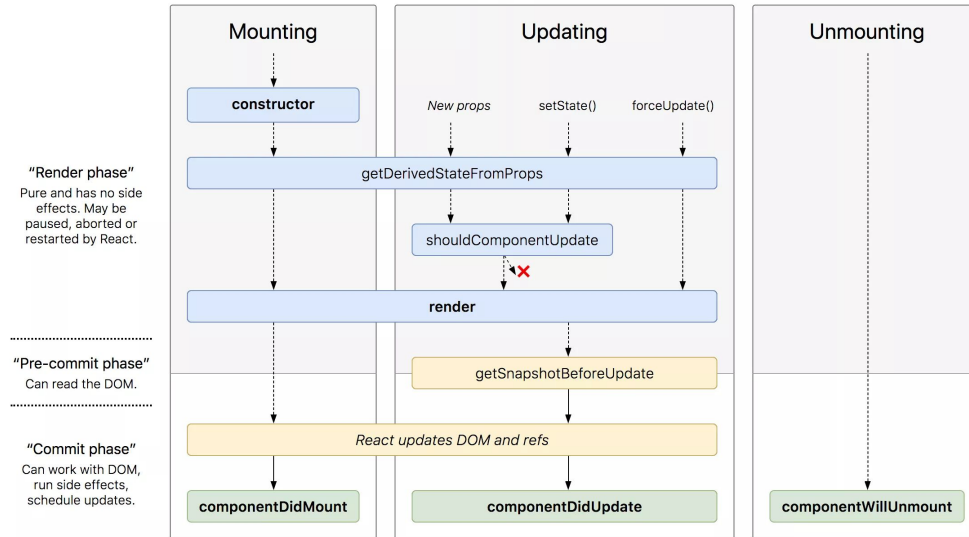 Mounting
Updating
Unmounting
constructor
New props
setState()
forceUpdate()
“Render phase”
Pure and has no side
effects. May be
paused, aborted or
restarted by React.
getDerivedStateFromProps
shouldComponentUpdate
render
“Pre-commit phase”
Can read the DOM.
getSnapshotBeforeUpdate
“Commit phase”
Can work with DOM,
run side effects,
schedule updates.
React updates DOM and refs
componentDidMount
componentDidUpdate
componentWillUnmount